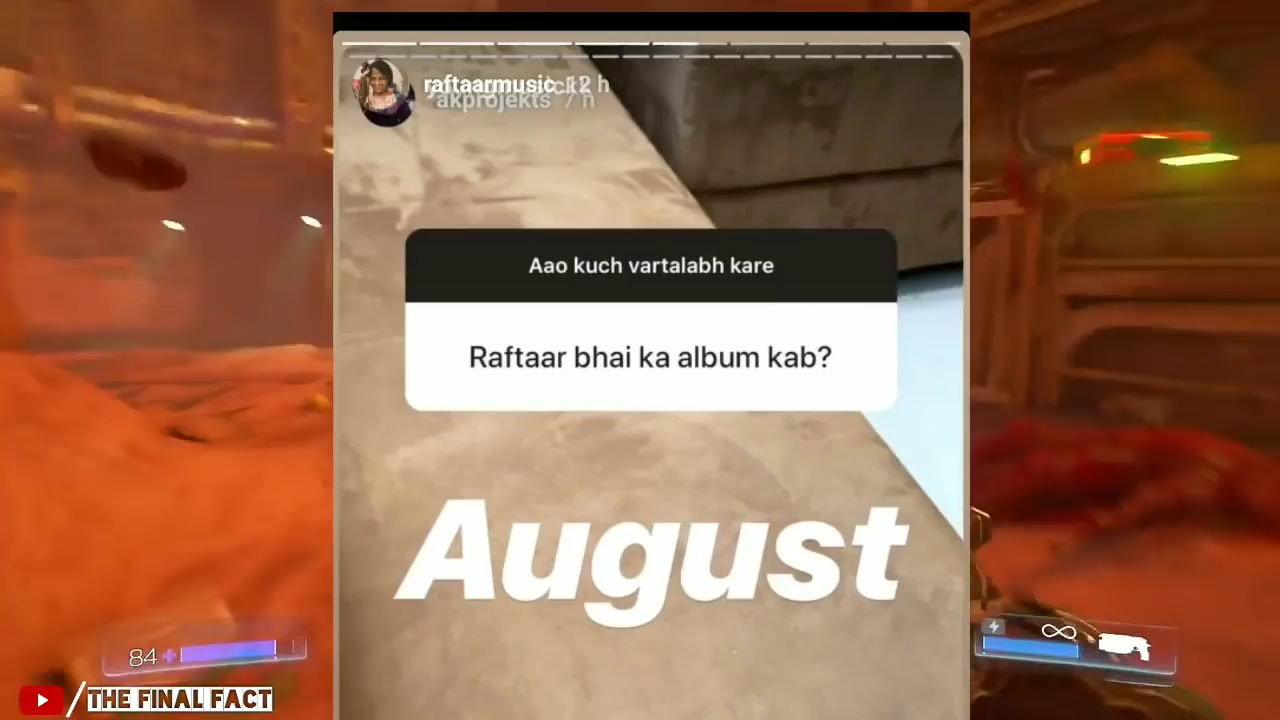 raftaarmusic 12 h
akprojekts 7 h
Aao kuch vartalabh kare
Raftaar bhai ka album kab?
August
84
THE FINAL FACT